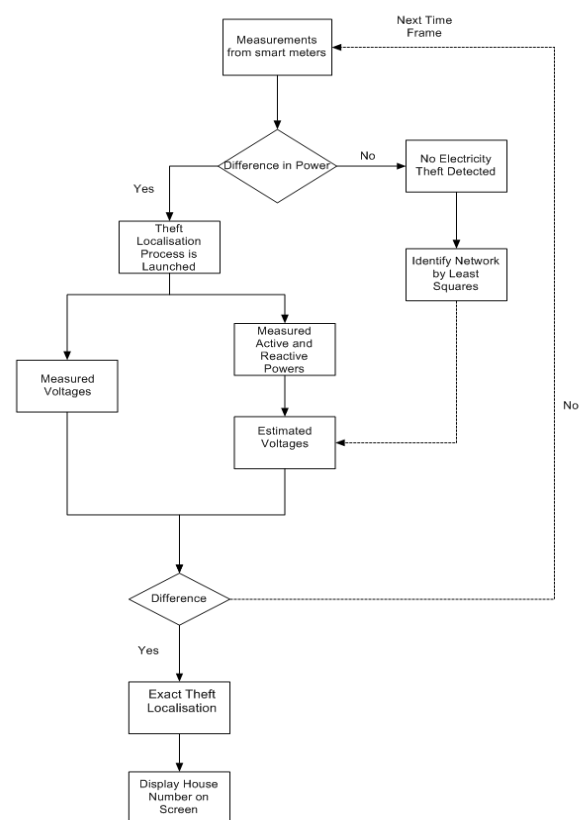 Next Time
Frame
Measurements
from smart meters
Difference in Power
No
No Electricity
Theft Detected
Yes
Theft
Localisation
Process is
Launched
Identify Network
by Least
Squares
Measured
Active and
Reactive
Powers
Measured
Voltages
No
Estimated
Voltages
Difference
Yes
Exact Theft
Localisation
Display House
Number on
Screen